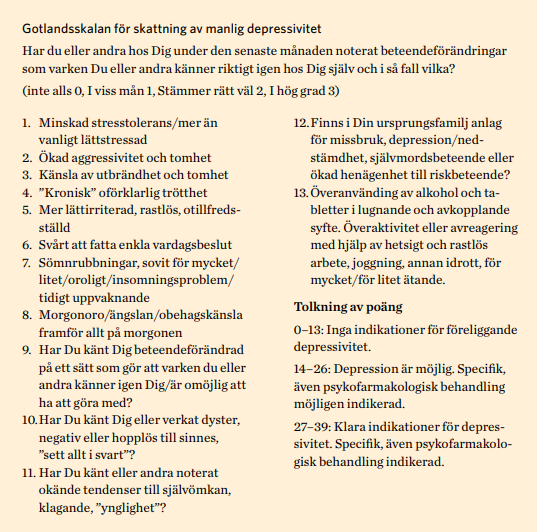 Gotlandsskalan för skattning av manlig depressivitet
Har du eller andra hos Dig under den senaste månaden noterat beteendeförändringar
som varken Du eller andra känner riktigt igen hos Dig själv och i så fall vilka?
(inte alls 0, I viss mån 1, Stämmer rätt väl 2, I hög grad 3)
1. Minskad stresstolerans/mer än
vanligt lättstressad
2. Ökad aggressivitet och tomhet
3. Känsla av utbrändhet och tomhet
4. ”Kronisk” oförklarlig trötthet
5. Mer lättirriterad, rastlös, otillfreds-
ställd
6. Svårt att fatta enkla vardagsbeslut
7. Sömnrubbningar, sovit för mycket/
litet/oroligt/insomningsproblem/
tidigt uppvaknande
8. Morgonoro/ängslan/obehagskänsla
framför allt på morgonen
9. Har Du känt Dig beteendeförändrad
på ett sätt som gör att varken du eller
andra känner igen Dig/är omöjlig att
ha att göra med?
10. Har Du känt Dig eller verkat dyster,
negativ eller hopplös till sinnes,
”sett allt i svart”?
11. Har Du känt eller andra noterat
okände tendenser till självömkan,
klagande, ”ynglighet”?
12. Finns i Din ursprungsfamilj anlag
för missbruk, depression/ned-
stämdhet, självmordsbeteende eller
ökad henägenhet till riskbeteende?
13. Överanvändning av alkohol och ta-
bletter i lugnande och avkopplande
syfte. Överaktivitet eller avreagering
med hjälp av hetsigt och rastlös
arbete, joggning, annan idrott, för
mycket/för litet ätande.
Tolkning av poäng
0–13: Inga indikationer för föreliggande
depressivitet.
14–26: Depression är möjlig. Specifik,
även psykofarmakologisk behandling
möjligen indikerad.
27–39: Klara indikationer för depres-
sivitet. Specifik, även psykofarmakolo-
gisk behandling indikerad.